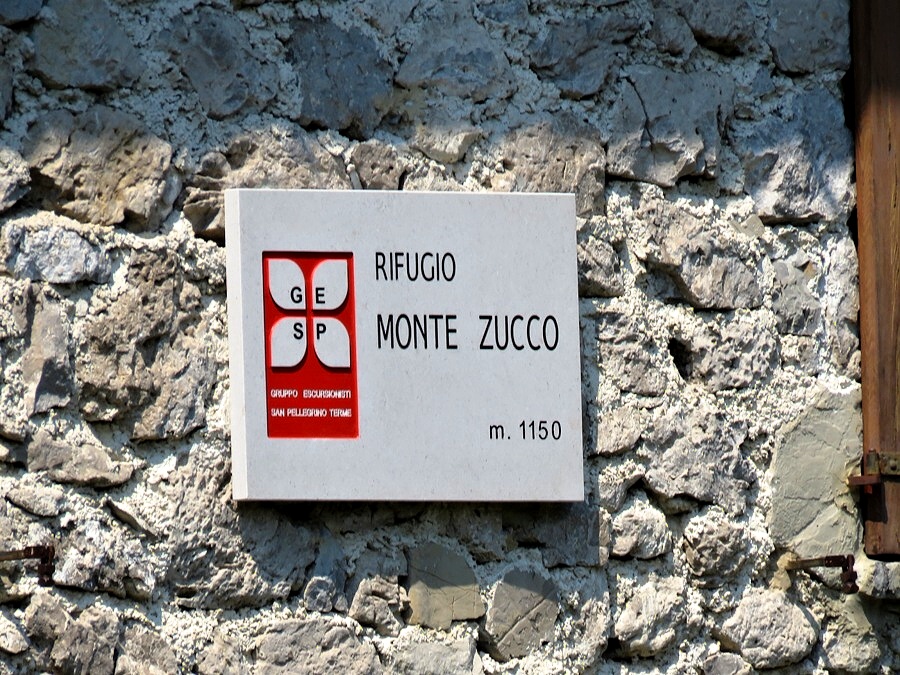 G E
S P
GRUPPO ESCURSIONISTI
SAN PELLEGRINO TERME
RIFUGIO
MONTE ZUCCO
m. 1150